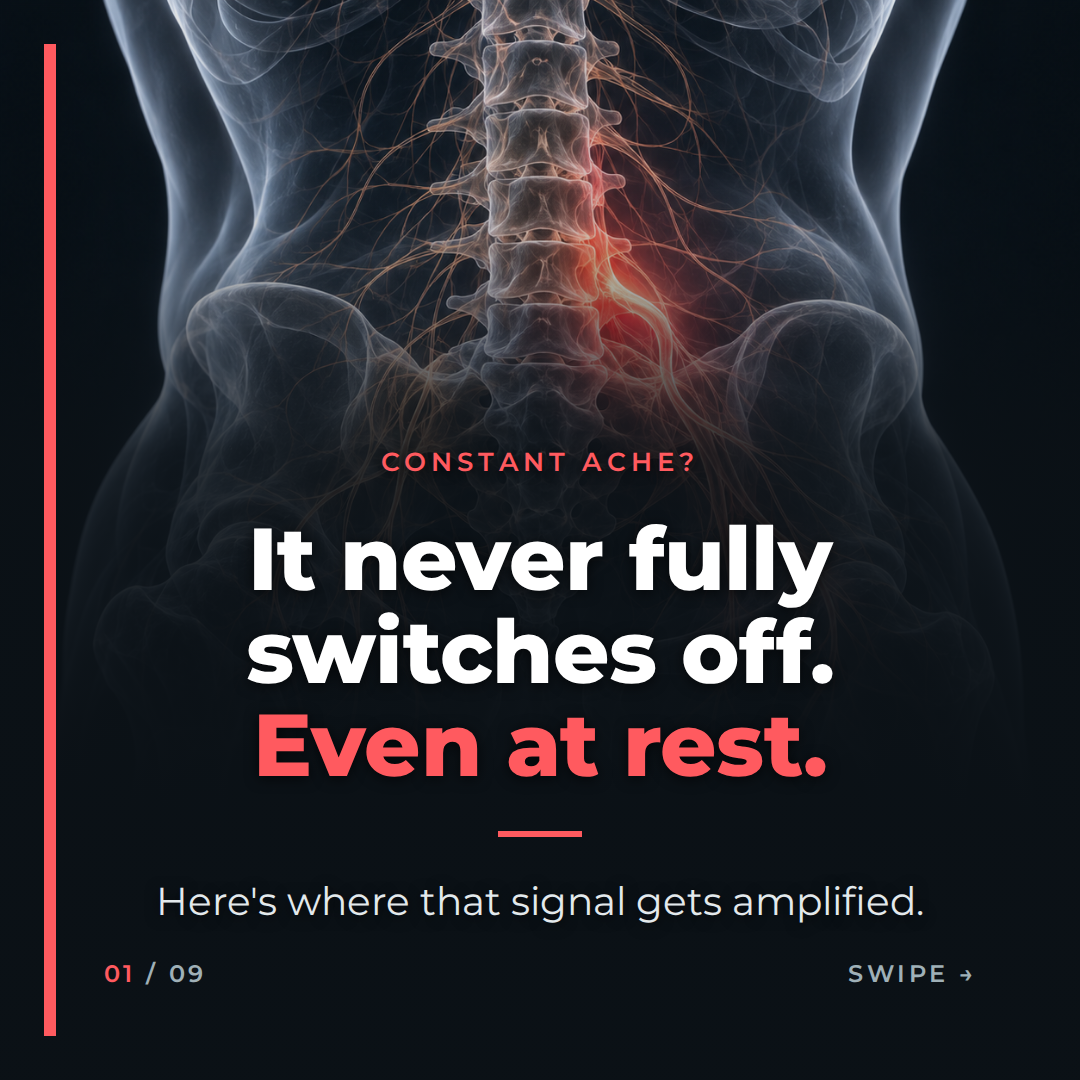 CONSTANT ACHE?
It never fully
switches off.
Even at rest.
Here's where that signal gets amplified.
01 / 09
SWIPE →